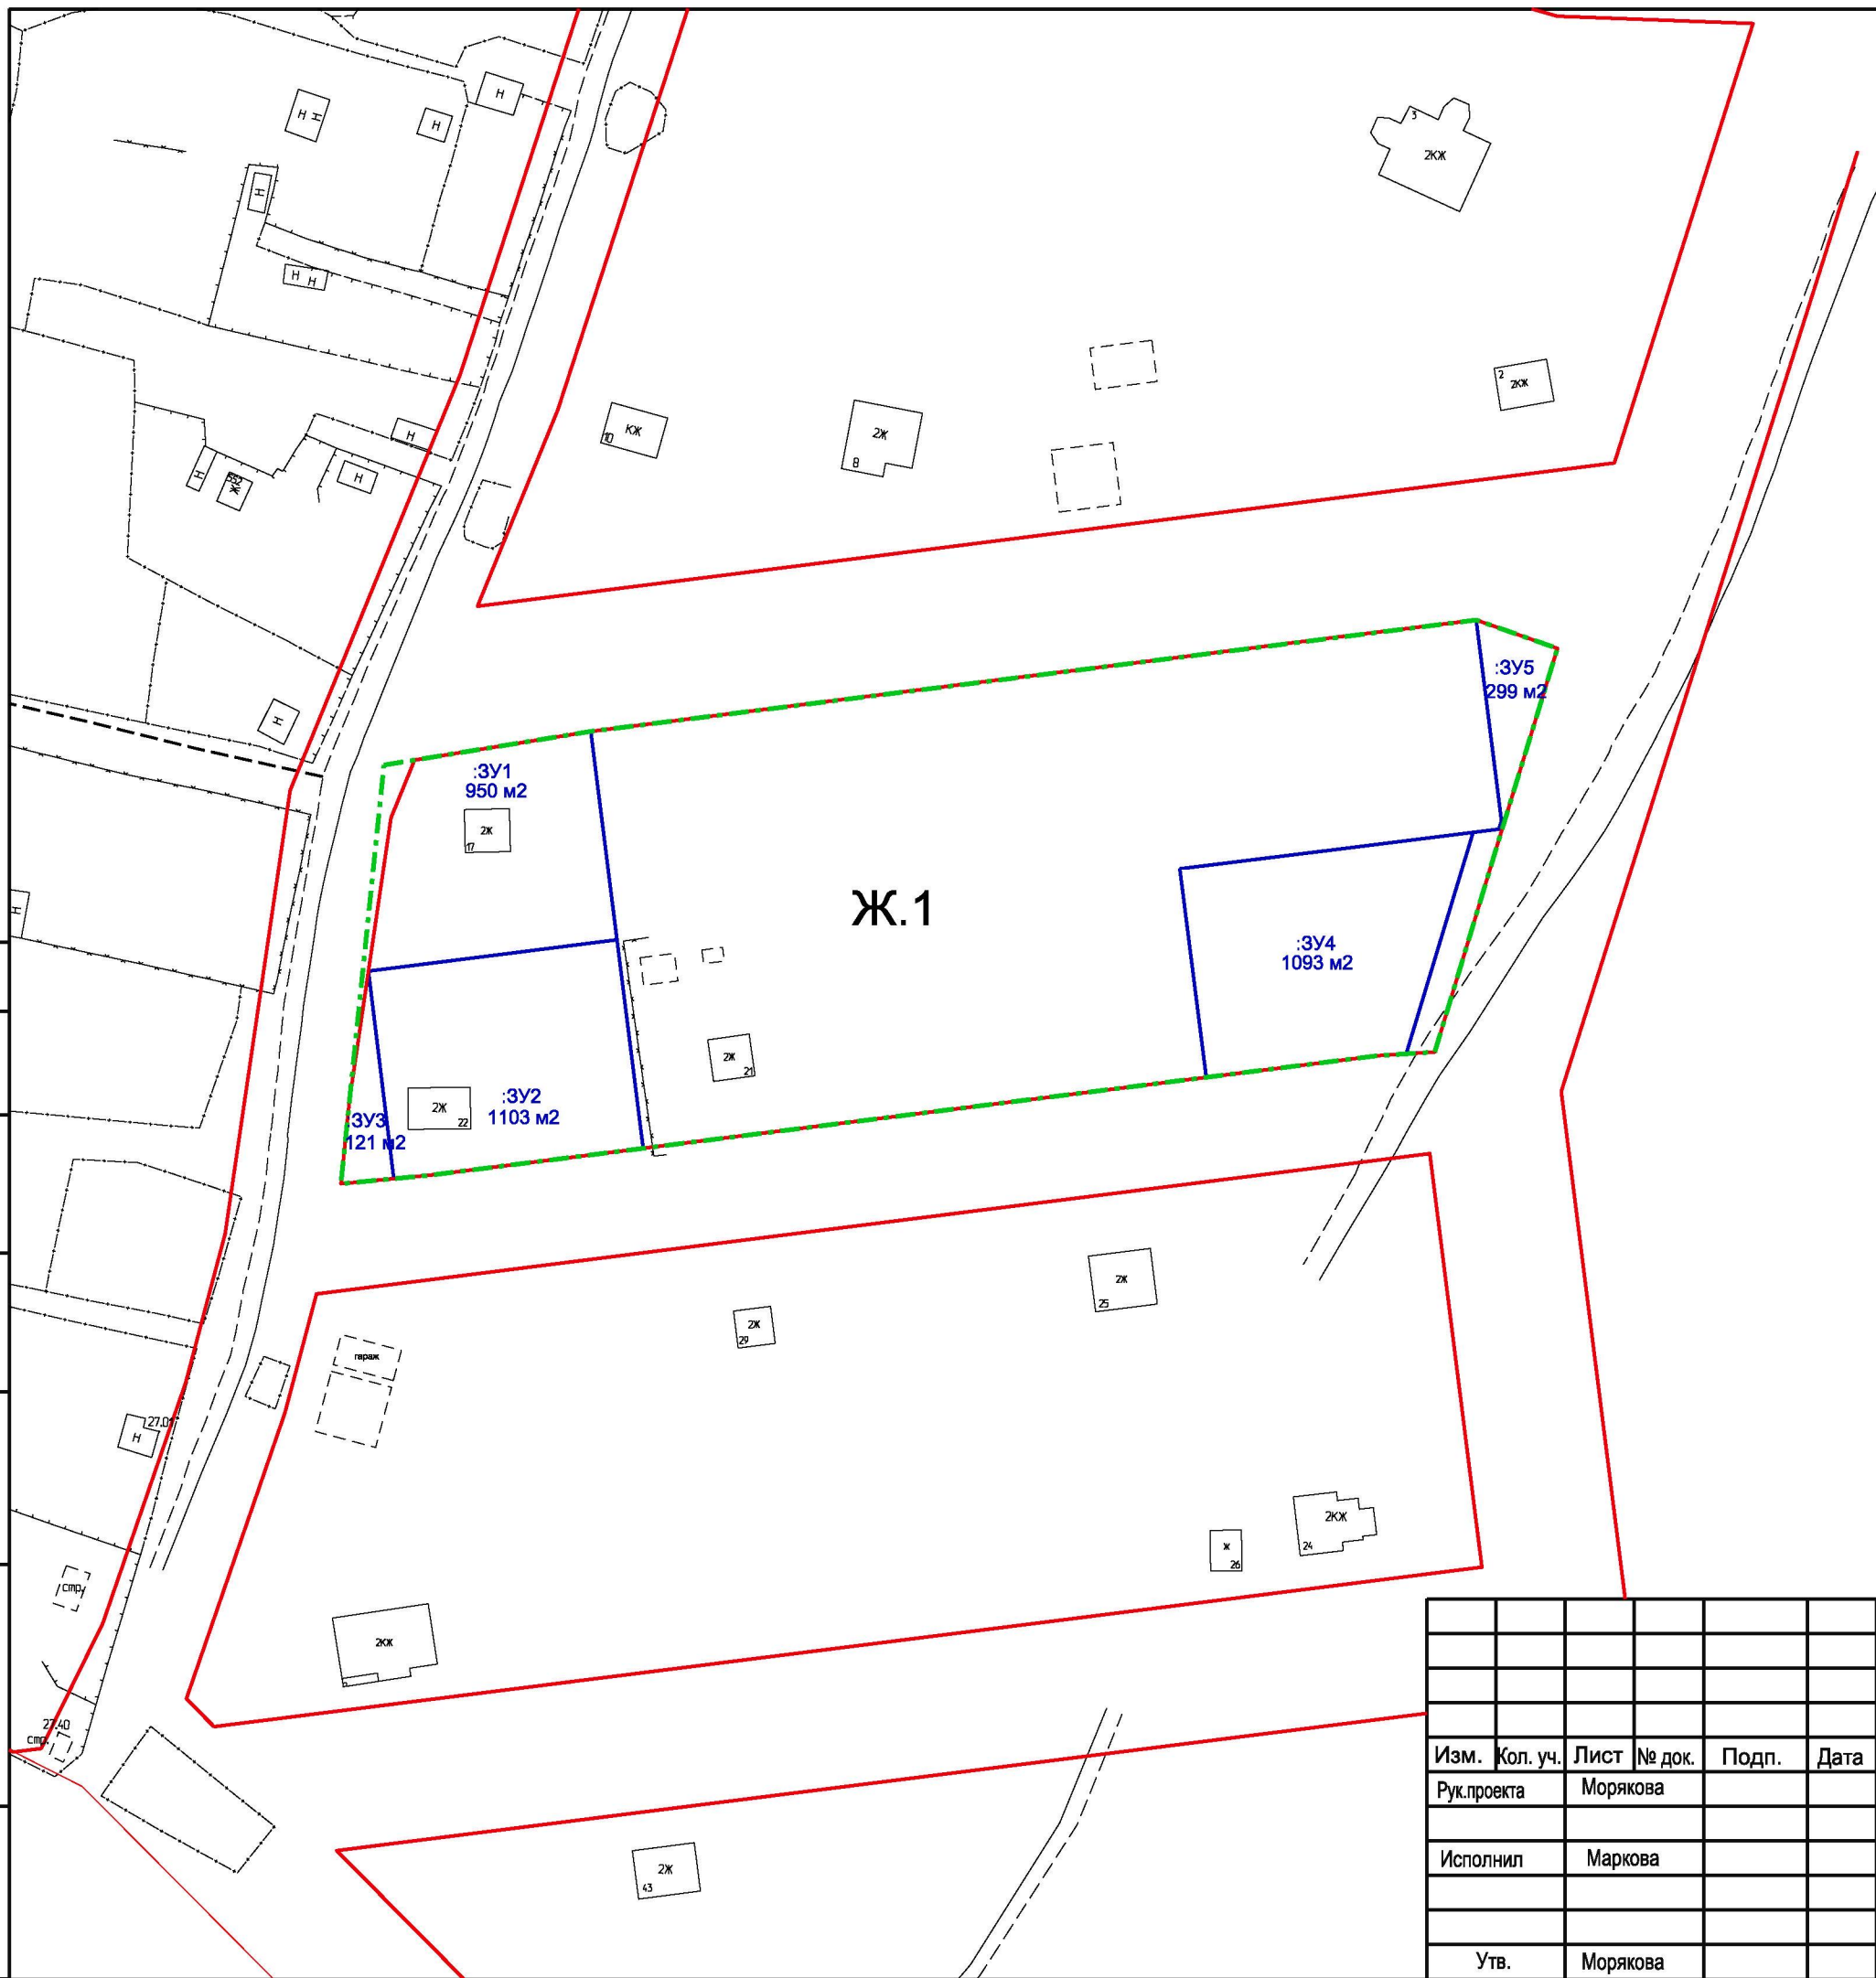 Н
Н Н
Н
3
2КЖ
Н
Н Н
2
2КЖ
КЖ
10
2Ж
8
Н
Н
Ж
Н
:ЗУ5
299 м2
Н
:ЗУ1
950 м2
2Ж
17
Ж.1
Н
:ЗУ4
1093 м2
2Ж
21
:ЗУ2
1103 м2
2Ж
22
:ЗУ3
121 м2
2Ж
25
2Ж
29
гараж
27.01
Н
2КЖ
24
Ж
26
стр.
2КЖ
27.40
стр.
2Ж
43
Изм. Кол. уч. Лист № док. Подп. Дата
Рук.проекта Морякова
Исполнил Маркова
Утв. Морякова